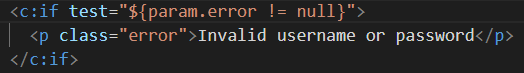 <c:if test="${param.error != null}">
<p class="error">Invalid username or password</p>
</c:if>